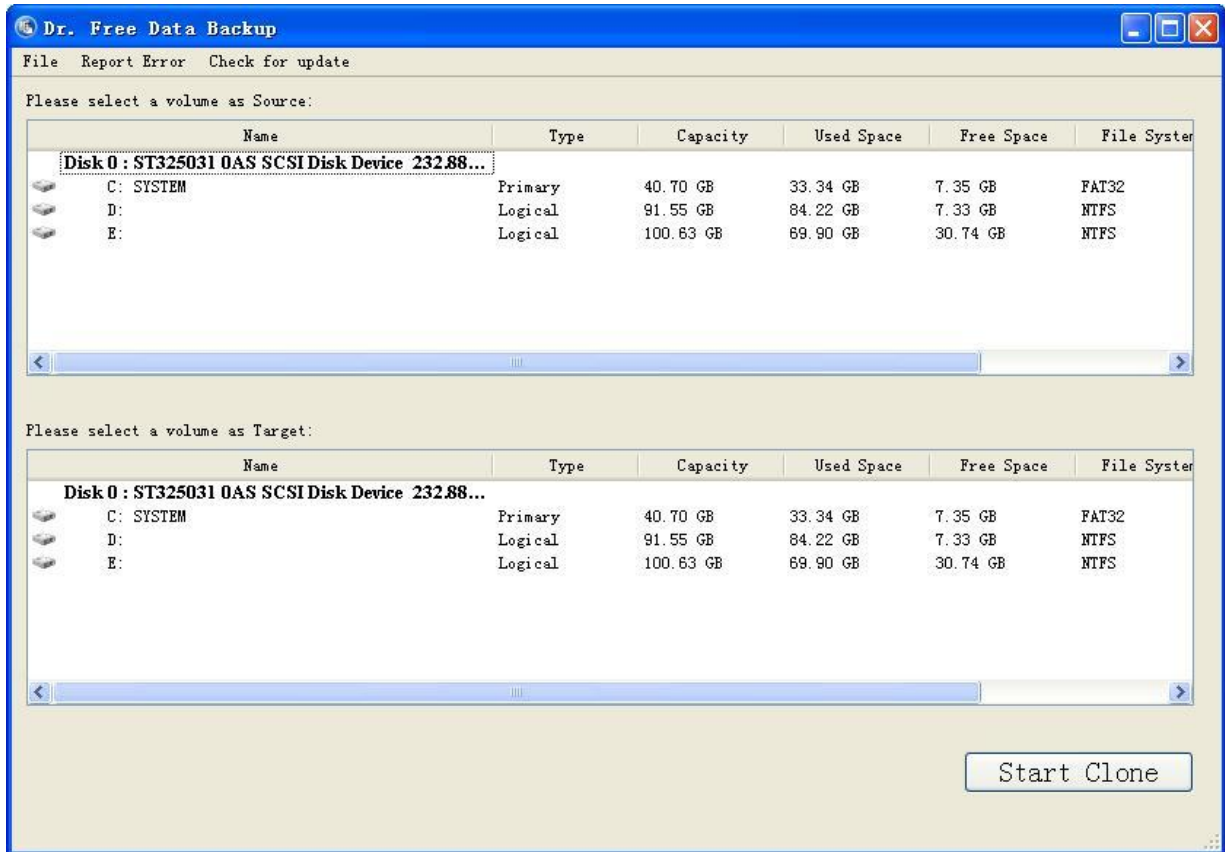 Dr. Free Data Backup
File Report Error Check for update
Please select a volume as Source:
Name Type Capacity Used Space Free Space File System
Disk 0 : ST325031 0AS SCSI Disk Device 232.88...
C: SYSTEM Primary 40.70 GB 33.34 GB 7.35 GB FAT32
D: Logical 91.55 GB 84.22 GB 7.33 GB NTFS
E: Logical 100.63 GB 69.90 GB 30.74 GB NTFS
Please select a volume as Target:
Name Type Capacity Used Space Free Space File System
Disk 0 : ST325031 0AS SCSI Disk Device 232.88...
C: SYSTEM Primary 40.70 GB 33.34 GB 7.35 GB FAT32
D: Logical 91.55 GB 84.22 GB 7.33 GB NTFS
E: Logical 100.63 GB 69.90 GB 30.74 GB NTFS
Start Clone